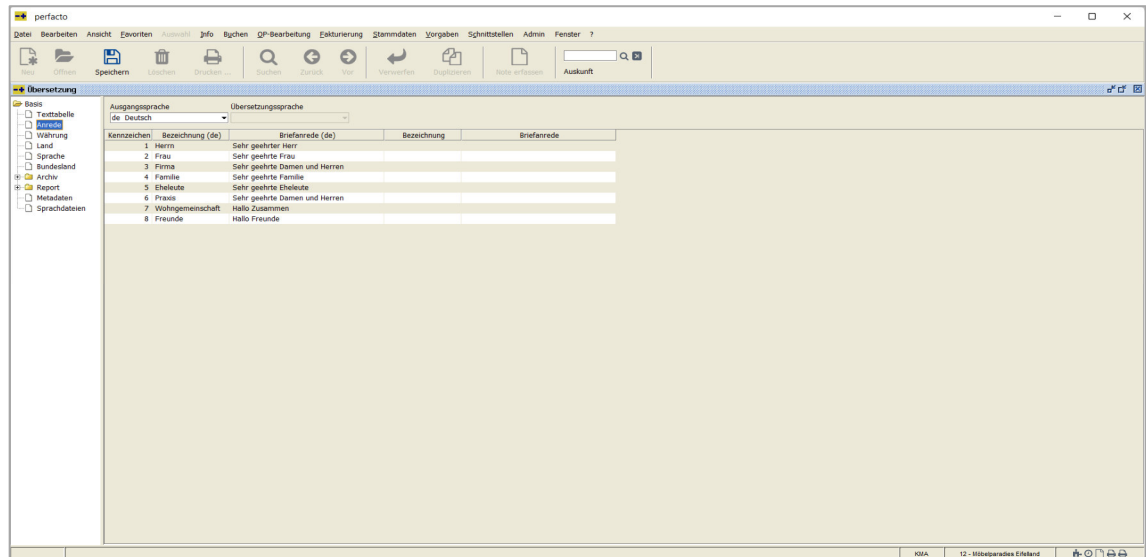 perfacto
Datei Bearbeiten Ansicht Favoriten Auswahl Info Buchen OP-Bearbeitung Fakturierung Stammdaten Vorgaben Schnittstellen Admin Fenster ?
Neu Öffnen Speichern Löschen Drucken ... Suchen Zurück Vor Verwerfen Duplizieren Note erfassen Auskunft
Übersetzung
Basis
Texttabelle
Anrede
Währung
Land
Sprache
Bundesland
Archiv
Report
Metadaten
Sprachdateien
Ausgangssprache Übersetzungssprache
de Deutsch
Kennzeichen Bezeichnung (de) Briefanrede (de) Bezeichnung Briefanrede
1 Herrn Sehr geehrter Herr
2 Frau Sehr geehrte Frau
3 Firma Sehr geehrte Damen und Herren
4 Familie Sehr geehrte Familie
5 Eheleute Sehr geehrte Eheleute
6 Praxis Sehr geehrte Damen und Herren
7 Wohngemeinschaft Hallo Zusammen
8 Freunde Hallo Freunde
KMA 12 - Möbelparadies Eifelland